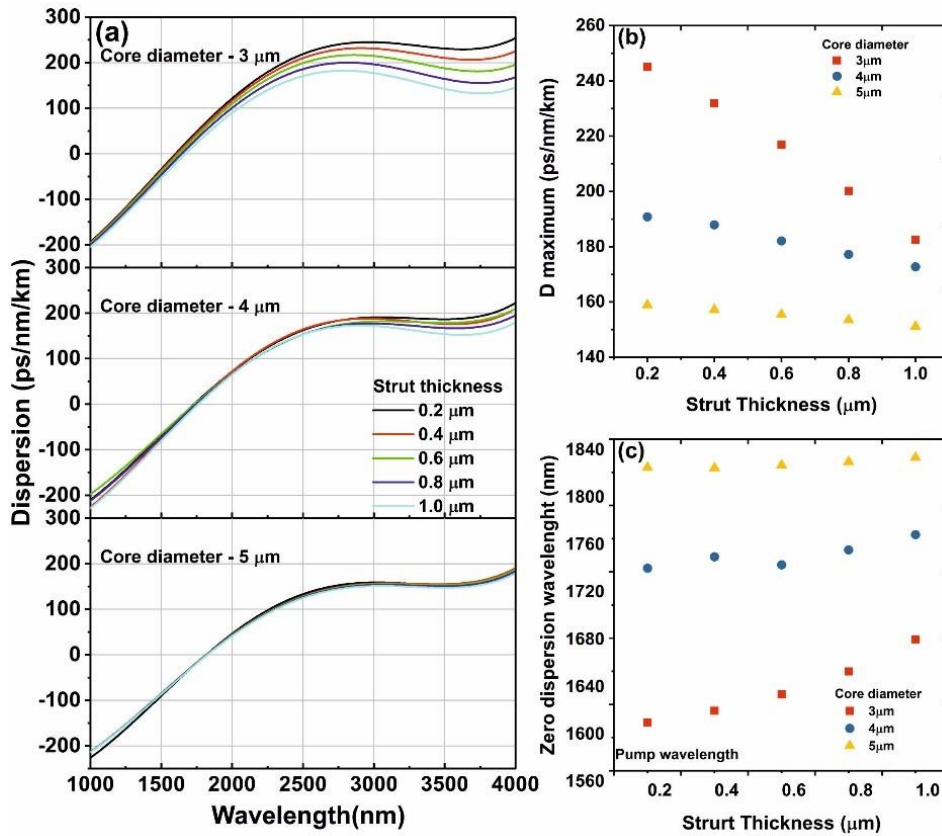 (a)
Core diameter - 3 μm
300
200
100
0
-100
-200
300
Core diameter - 4 μm
200
100
0
-100
-200
300
Strut thickness
0.2 μm
0.4 μm
0.6 μm
0.8 μm
1.0 μm
Core diameter - 5 μm
200
100
0
-100
-200
1000 1500 2000 2500 3000 3500 4000
Wavelength(nm)
Dispersion (ps/nm/km)
(b)
Core diameter
3μm
4μm
5μm
260
240
220
200
180
160
140
0.2 0.4 0.6 0.8 1.0
Strut Thickness (μm)
D maximum (ps/nm/km)
(c)
1840
1800
1760
1720
1680
1640
1600
1560
Core diameter
3μm
4μm
5μm
Pump wavelength
0.2 0.4 0.6 0.8 1.0
Strurt Thickness (μm)
Zero dispersion wavelenght (nm)